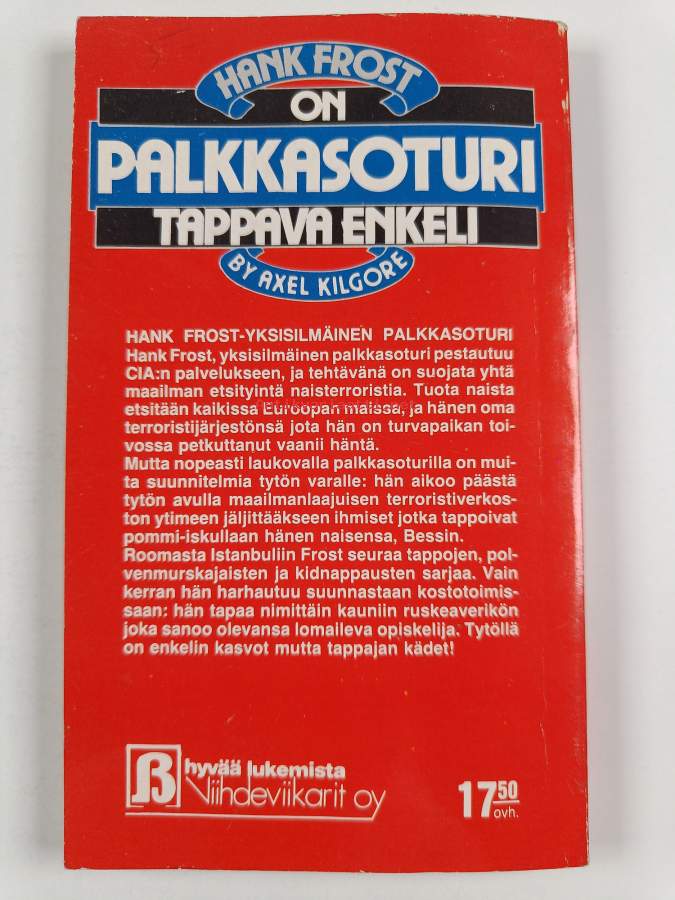 HANK FROST
ON
PALKKASOTURI
TAPPAVA ENKELI
BY AXEL KILGORE
HANK FROST-YKSISILMÄINEN PALKKASOTURI
Hank Frost, yksisilmäinen palkkasoturi pestautuu
CIA:n palvelukseen, ja tehtävänä on suojata yhtä
maailman etsityintä naisterroristia. Tuota naista
etsitään kaikissa Euroopan maissa, ja hänen oma
terroristijärjestönsä jota hän on turvapaikan toi-
vossa petkuttanut vaanii häntä.
Mutta nopeasti laukovalla palkkasoturilla on mui-
ta suunnitelmia tytön varalle: hän aikoo päästä
tytön avulla maailmanlaajuisen terroristiverkos-
ton ytimeen jäljittääkseen ihmiset jotka tappoivat
pommi-iskullaan hänen naisensa, Bessin.
Roomasta Istanbuliin Frost seuraa tappojen, pol-
venmurskajaisten ja kidnappausten sarjaa. Vain
kerran hän harhautuu suunnastaan kostotoimis-
saan: hän tapaa nimittäin kauniin ruskeaverikön
joka sanoo olevansa lomaileva opiskelija. Tytöllä
on enkelin kasvot mutta tappajan kädet!
hyvää lukemista
Viihdeviikarit oy
17 50
ovh.